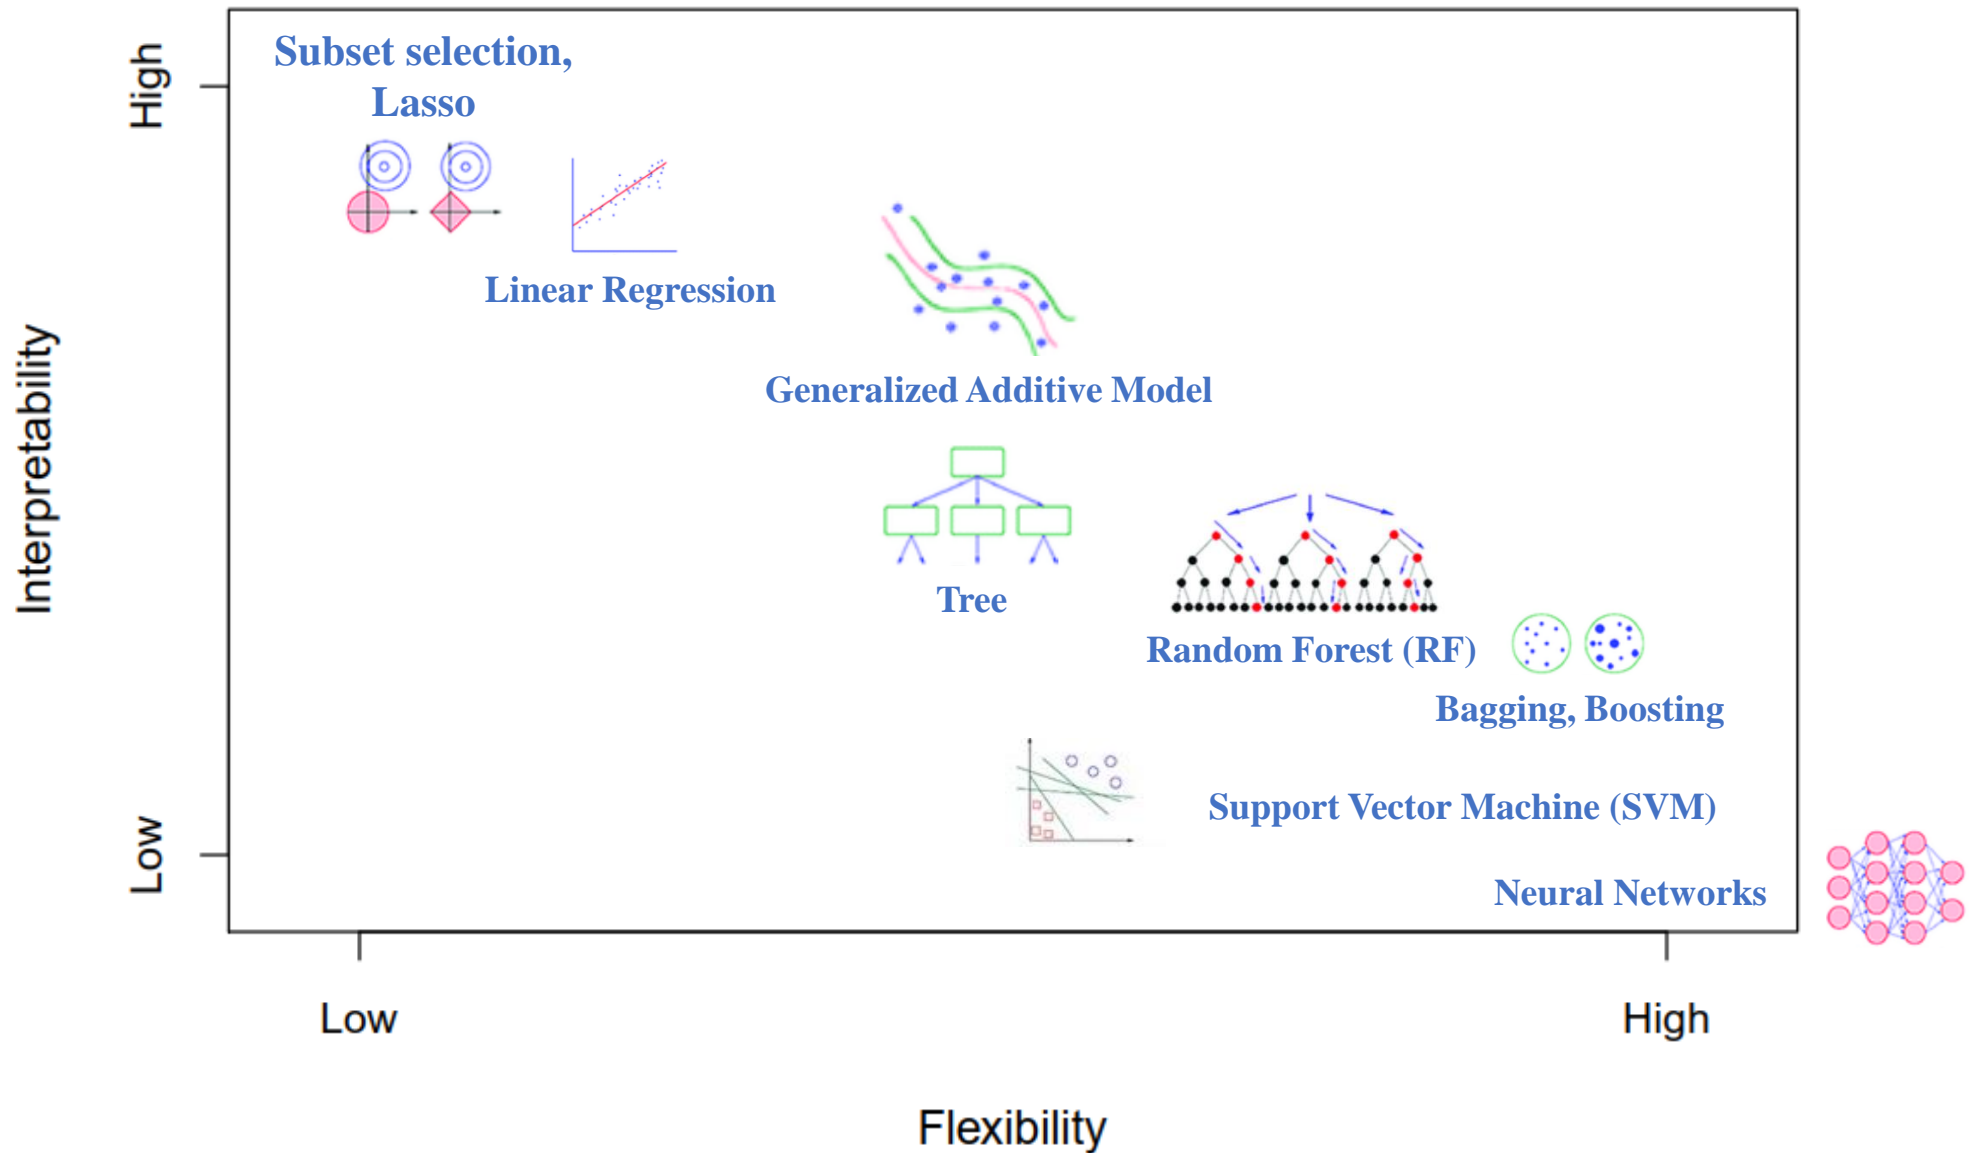 Subset selection,
Lasso
Linear Regression
Generalized Additive Model
Tree
Random Forest (RF)
Bagging, Boosting
Support Vector Machine (SVM)
Neural Networks
High
Interpretability
Low
Low
High
Flexibility